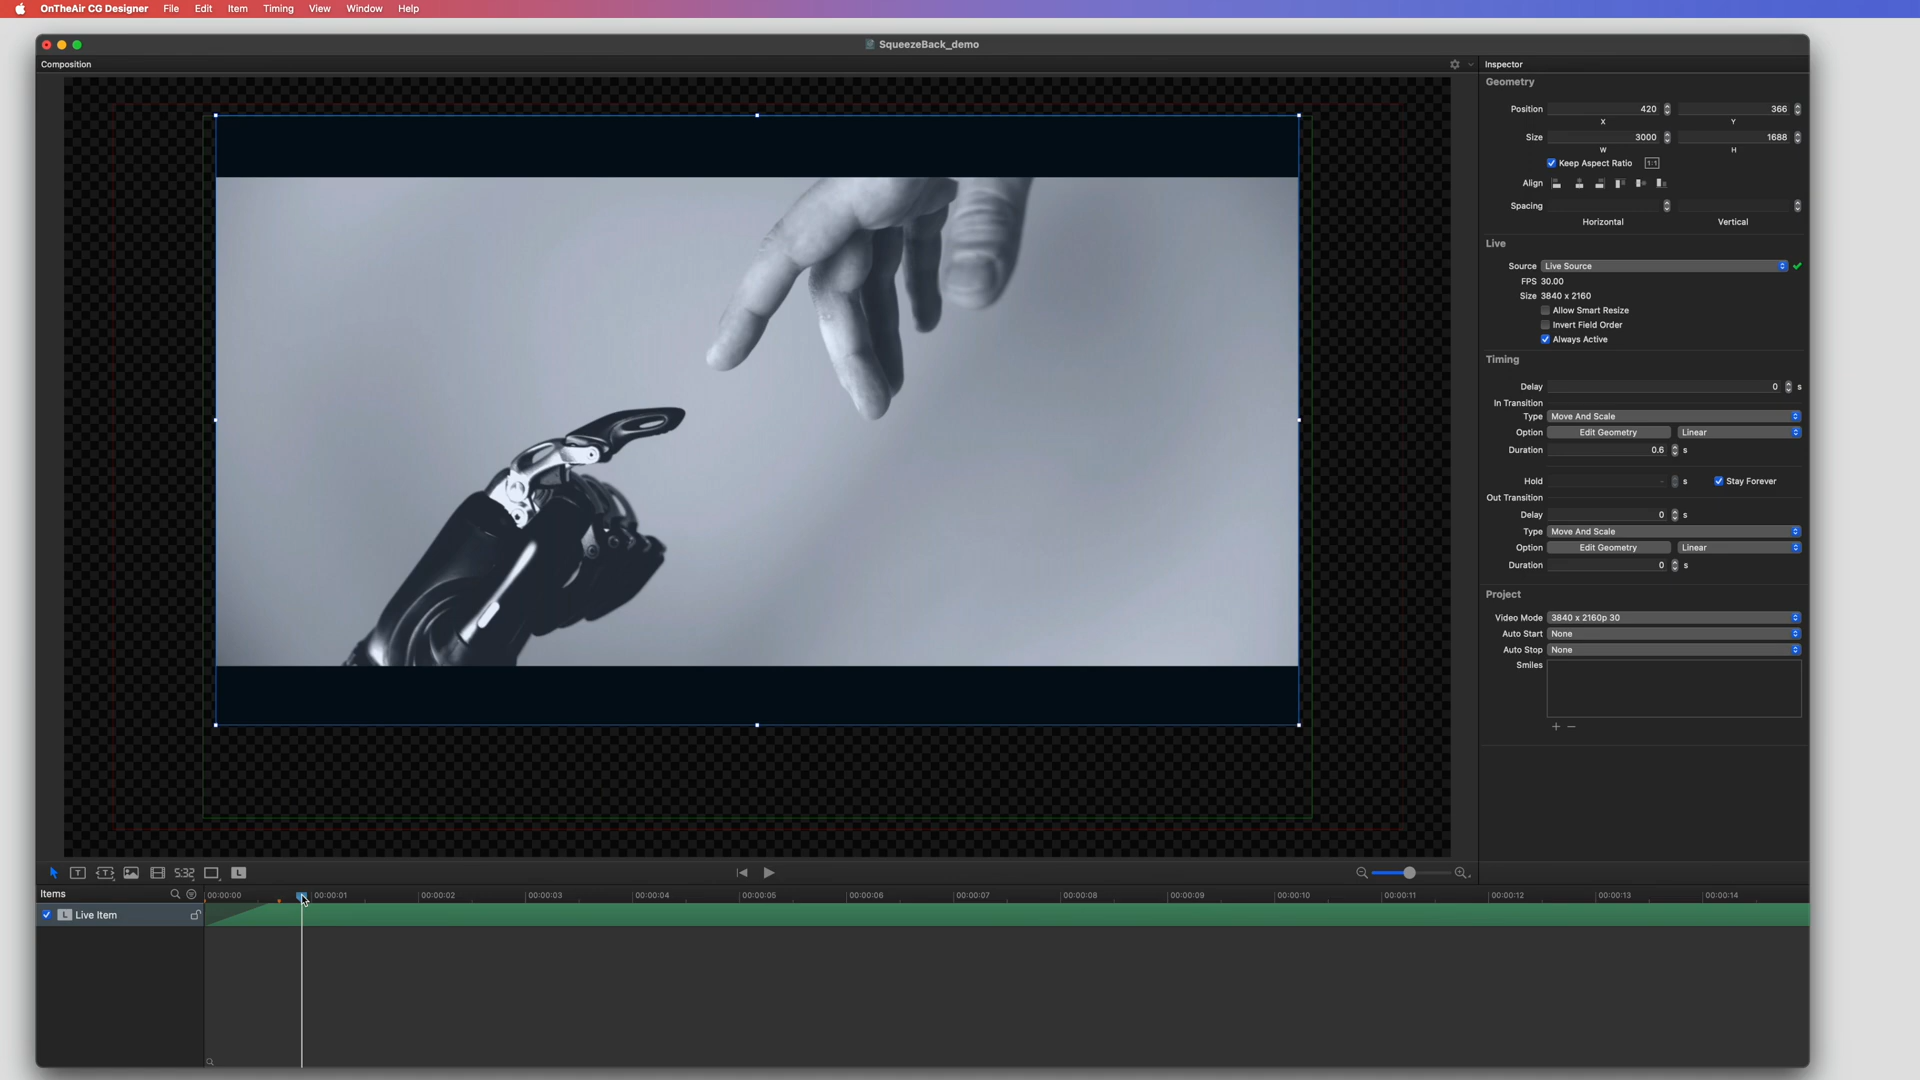 OnTheAir CG Designer File Edit Item Timing View Window Help
SqueezeBack_demo
Composition
Inspector
Geometry
Position 420 366
X Y
Size 3000 1688
W H
Keep Aspect Ratio 1:1
Align
Spacing
Horizontal Vertical
Live
Source Live Source
FPS 30.00
Size 3840 x 2160
Allow Smart Resize
Invert Field Order
Always Active
Timing
Delay 0 s
In Transition
Type Move And Scale
Option Edit Geometry Linear
Duration 0.6 s
Hold - s Stay Forever
Out Transition
Delay 0 s
Type Move And Scale
Option Edit Geometry Linear
Duration 0 s
Project
Video Mode 3840 x 2160p 30
Auto Start None
Auto Stop None
Smiles
T T 5:32 L
Items 00:00:00 00:00:01 00:00:02 00:00:03 00:00:04 00:00:05 00:00:06 00:00:07 00:00:08 00:00:09 00:00:10 00:00:11 00:00:12 00:00:13 00:00:14
L Live Item